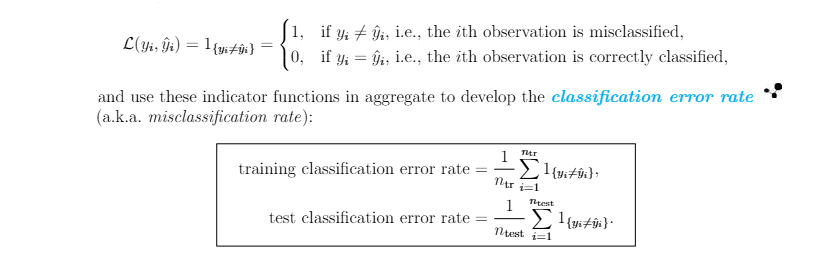 ℒ(yᵢ, ŷᵢ) = 1_{yᵢ≠ŷᵢ} = { 1, if yᵢ ≠ ŷᵢ, i.e., the ith observation is misclassified,
0, if yᵢ = ŷᵢ, i.e., the ith observation is correctly classified,
and use these indicator functions in aggregate to develop the classification error rate
(a.k.a. misclassification rate):
training classification error rate = 1/n_tr ∑_{i=1}^{n_tr} 1_{yᵢ≠ŷᵢ},
test classification error rate = 1/n_test ∑_{i=1}^{n_test} 1_{yᵢ≠ŷᵢ}.